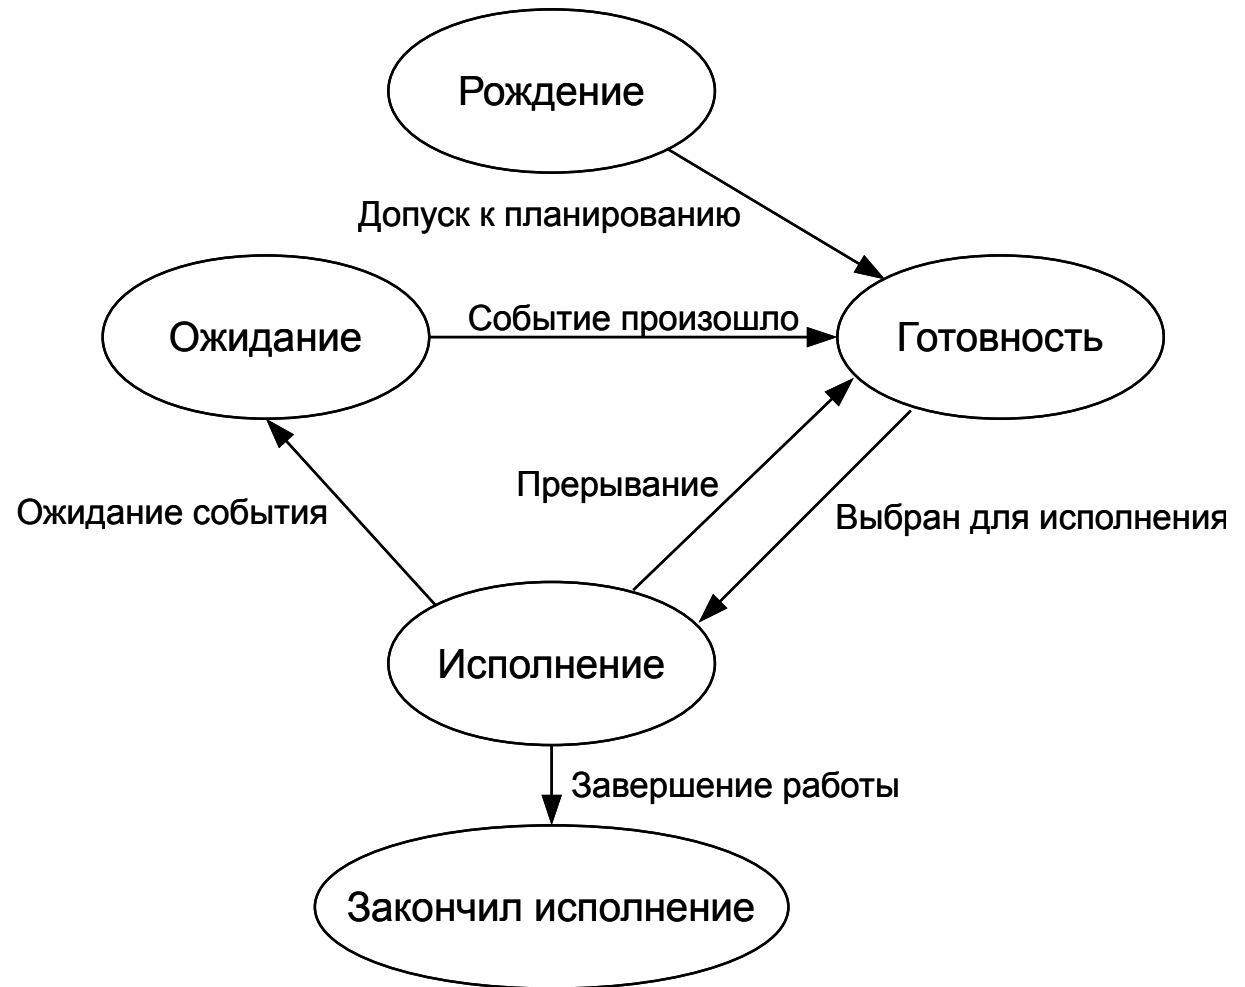 Рождение
Допуск к планированию
Событие произошло
Ожидание
Готовность
Прерывание
Ожидание события
Выбран для исполнения
Исполнение
Завершение работы
Закончил исполнение